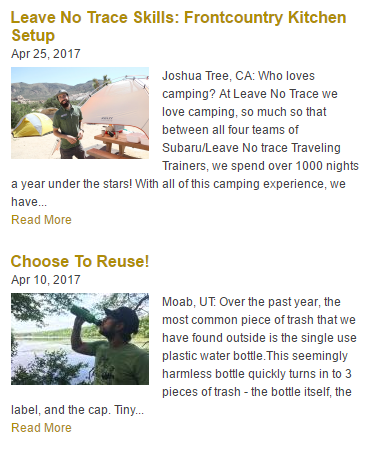 Leave No Trace Skills: Frontcountry Kitchen
Setup
Apr 25, 2017
Joshua Tree, CA: Who loves
camping? At Leave No Trace we
love camping, so much so that
between all four teams of
Subaru/Leave No trace Traveling
Trainers, we spend over 1000 nights
a year under the stars! With all of this camping experience, we
have...
Read More
Choose To Reuse!
Apr 10, 2017
Moab, UT: Over the past year, the
most common piece of trash that we
have found outside is the single use
plastic water bottle.This seemingly
harmless bottle quickly turns in to 3
pieces of trash - the bottle itself, the
label, and the cap. Tiny...
Read More